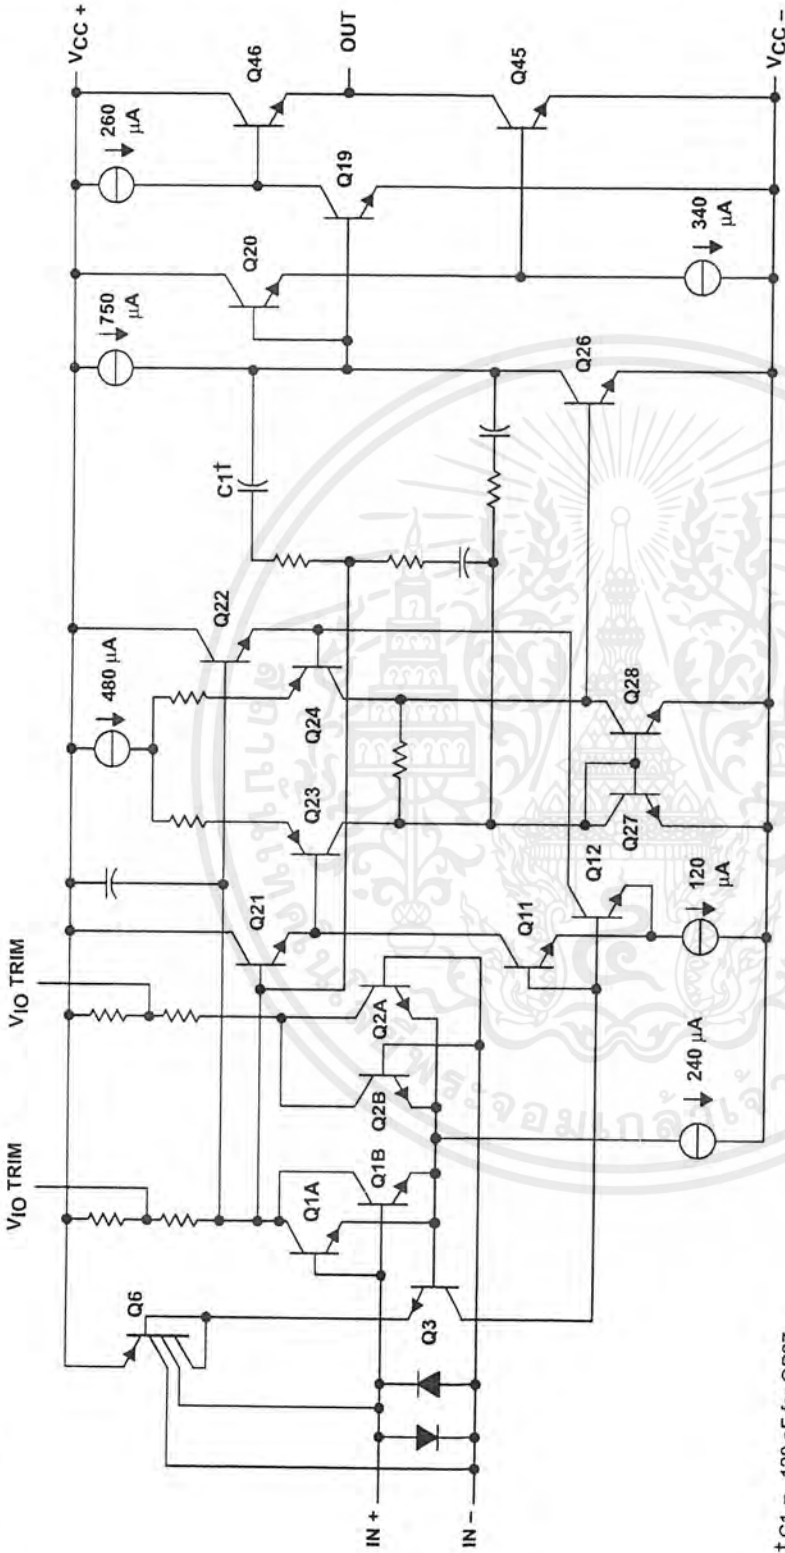 VCC +
260
µA
Q46
OUT
Q45
VCC –
Q19
Q20
340
µA
750
µA
Q26
C1†
480 µA
Q22
Q24
Q23
Q28
Q27
Q12
Q21
Q11
120
µA
VIO TRIM
Q2A
Q2B
240 µA
VIO TRIM
Q1B
Q1A
Q6
Q3
IN +
IN –